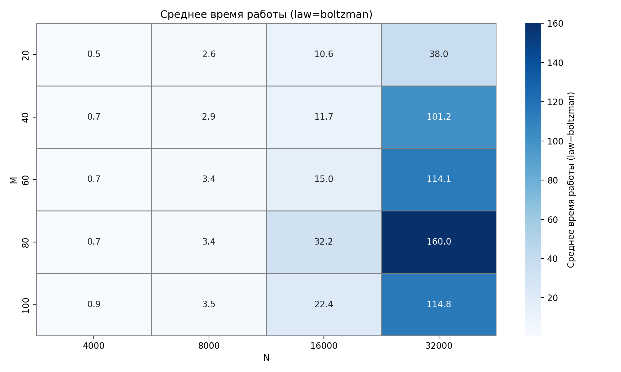 Среднее время работы (law=boltzman)
20 0.5 2.6 10.6 38.0
40 0.7 2.9 11.7 101.2
60 0.7 3.4 15.0 114.1
80 0.7 3.4 32.2 160.0
100 0.9 3.5 22.4 114.8
4000 8000 16000 32000
N
M
160
140
120
100
80
60
40
20
Среднее время работы (law=boltzman)